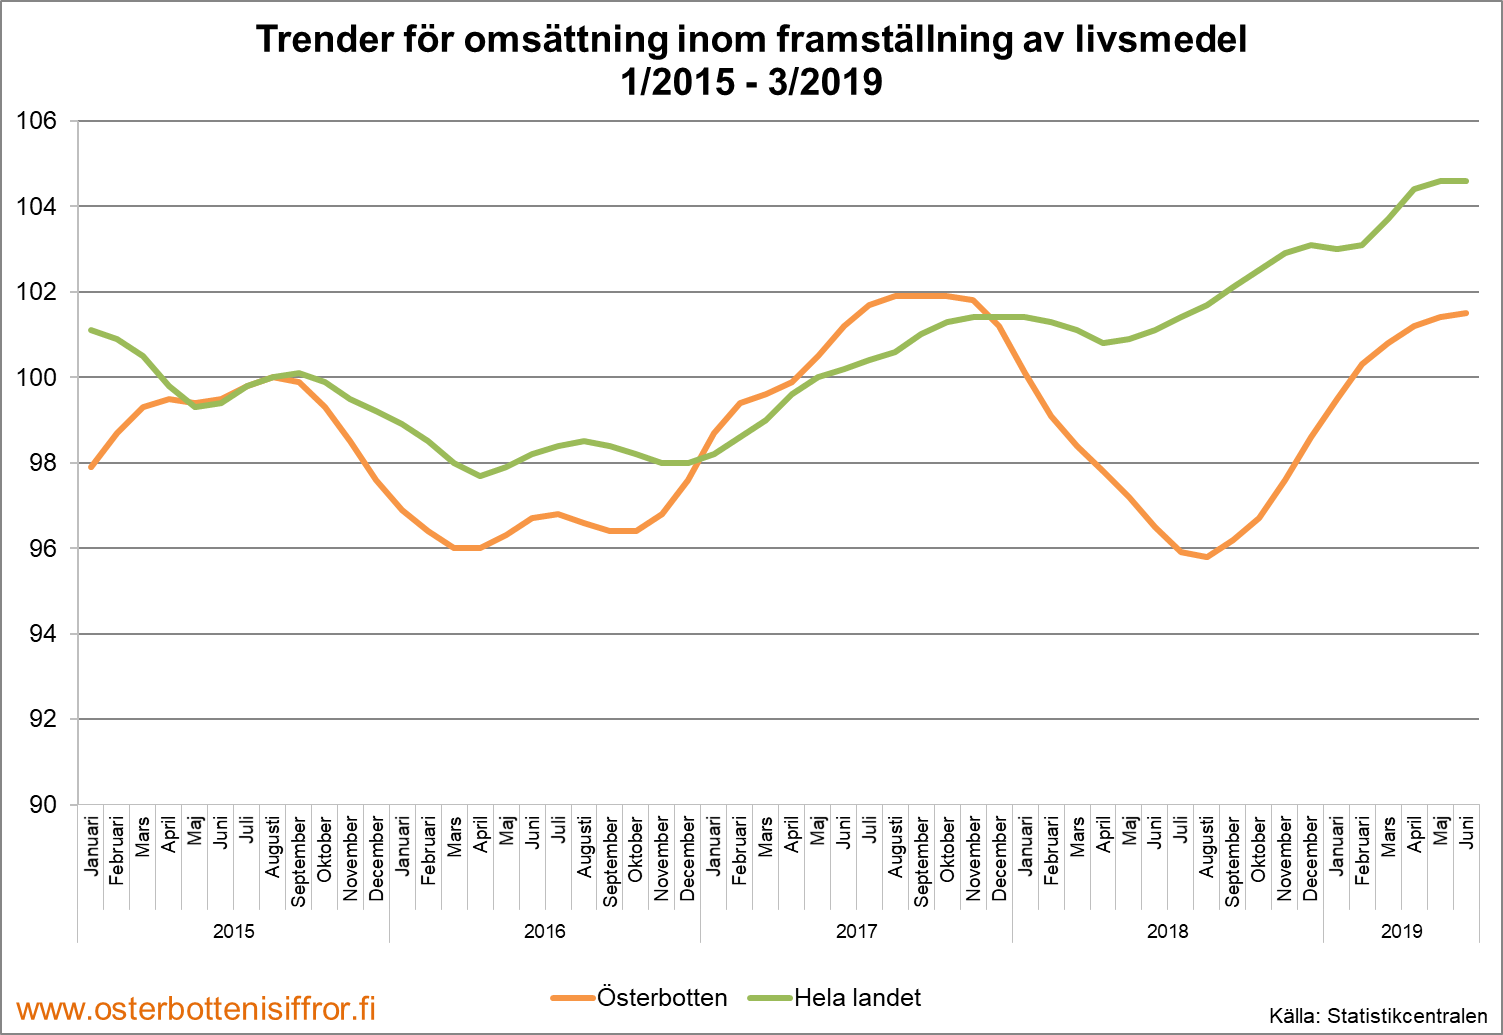 Trender för omsättning inom framställning av livsmedel
1/2015 - 3/2019
106
104
102
100
98
96
94
92
90
Januari Februari Mars April Maj Juni Juli Augusti September Oktober November December Januari Februari Mars April Maj Juni Juli Augusti September Oktober November December Januari Februari Mars April Maj Juni Juli Augusti September Oktober November December Januari Februari Mars April Maj Juni Juli Augusti September Oktober November December Januari Februari Mars April Maj Juni
2015 2016 2017 2018 2019
Österbotten Hela landet
www.osterbottenisiffror.fi
Källa: Statistikcentralen